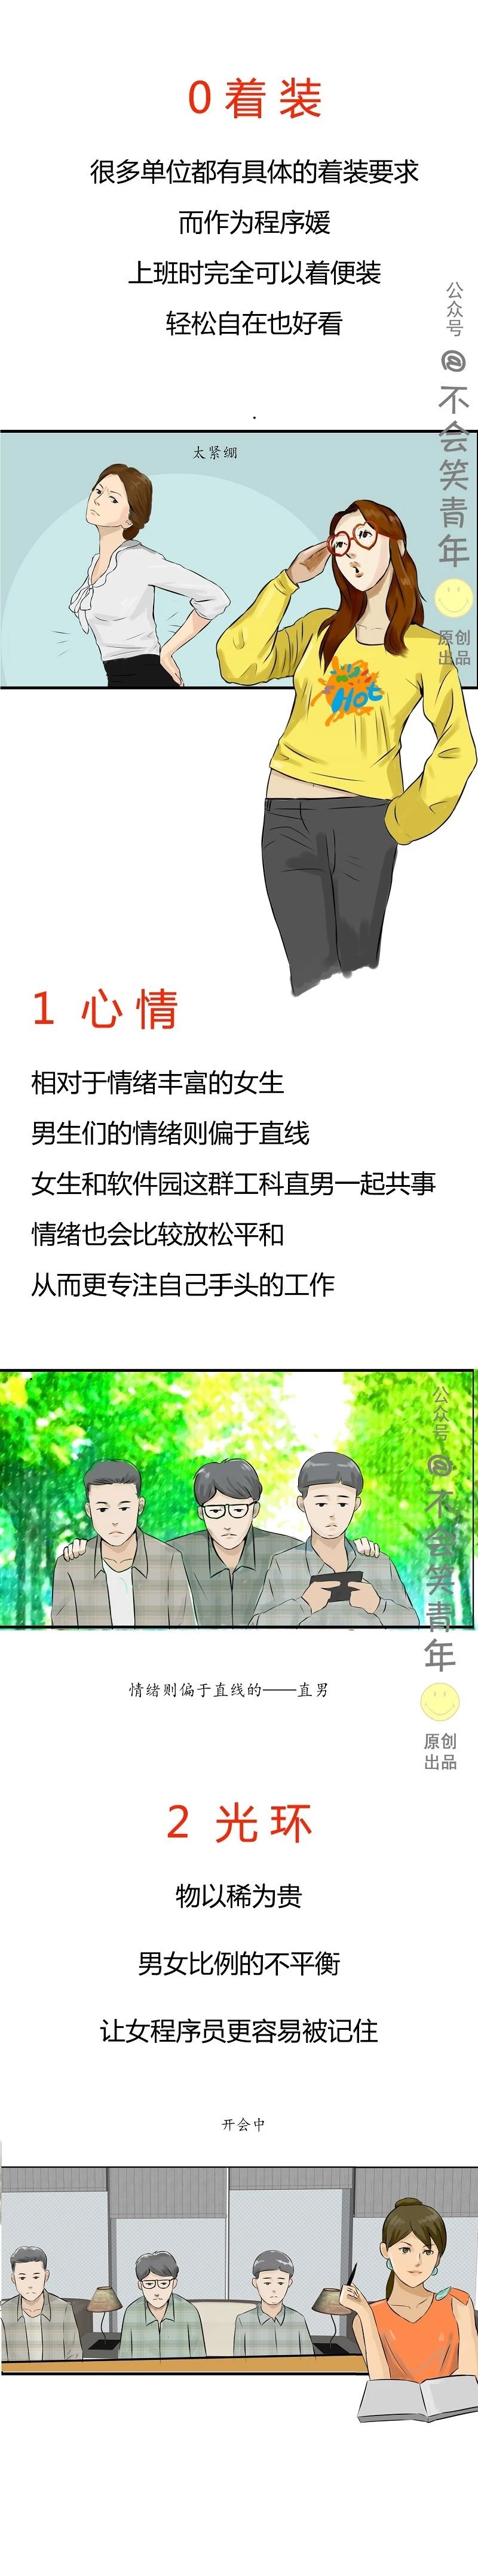 0 着 装
很多单位都有具体的着装要求
而作为程序媛
上班时完全可以着便装
轻松自在也好看
公众号
@不会笑青年
原创
出品
太紧绷
Hot
1 心 情
相对于情绪丰富的女生
男生们的情绪则偏于直线
女生和软件园这群工科直男一起共事
情绪也会比较放松平和
从而更专注自己手头的工作
公众号
@不会笑青年
原创
出品
情绪则偏于直线的——直男
2 光 环
物以稀为贵
男女比例的不平衡
让女程序员更容易被记住
开会中